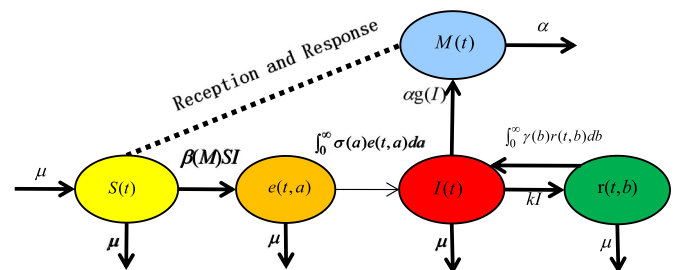 M(t)
α
Reception and Response
αg(I)
∫₀^∞ σ(a)e(t,a)da
∫₀^∞ γ(b)r(t,b)db
β(M)SI
μ
S(t)
e(t,a)
I(t)
r(t,b)
kI
μ
μ
μ
μ